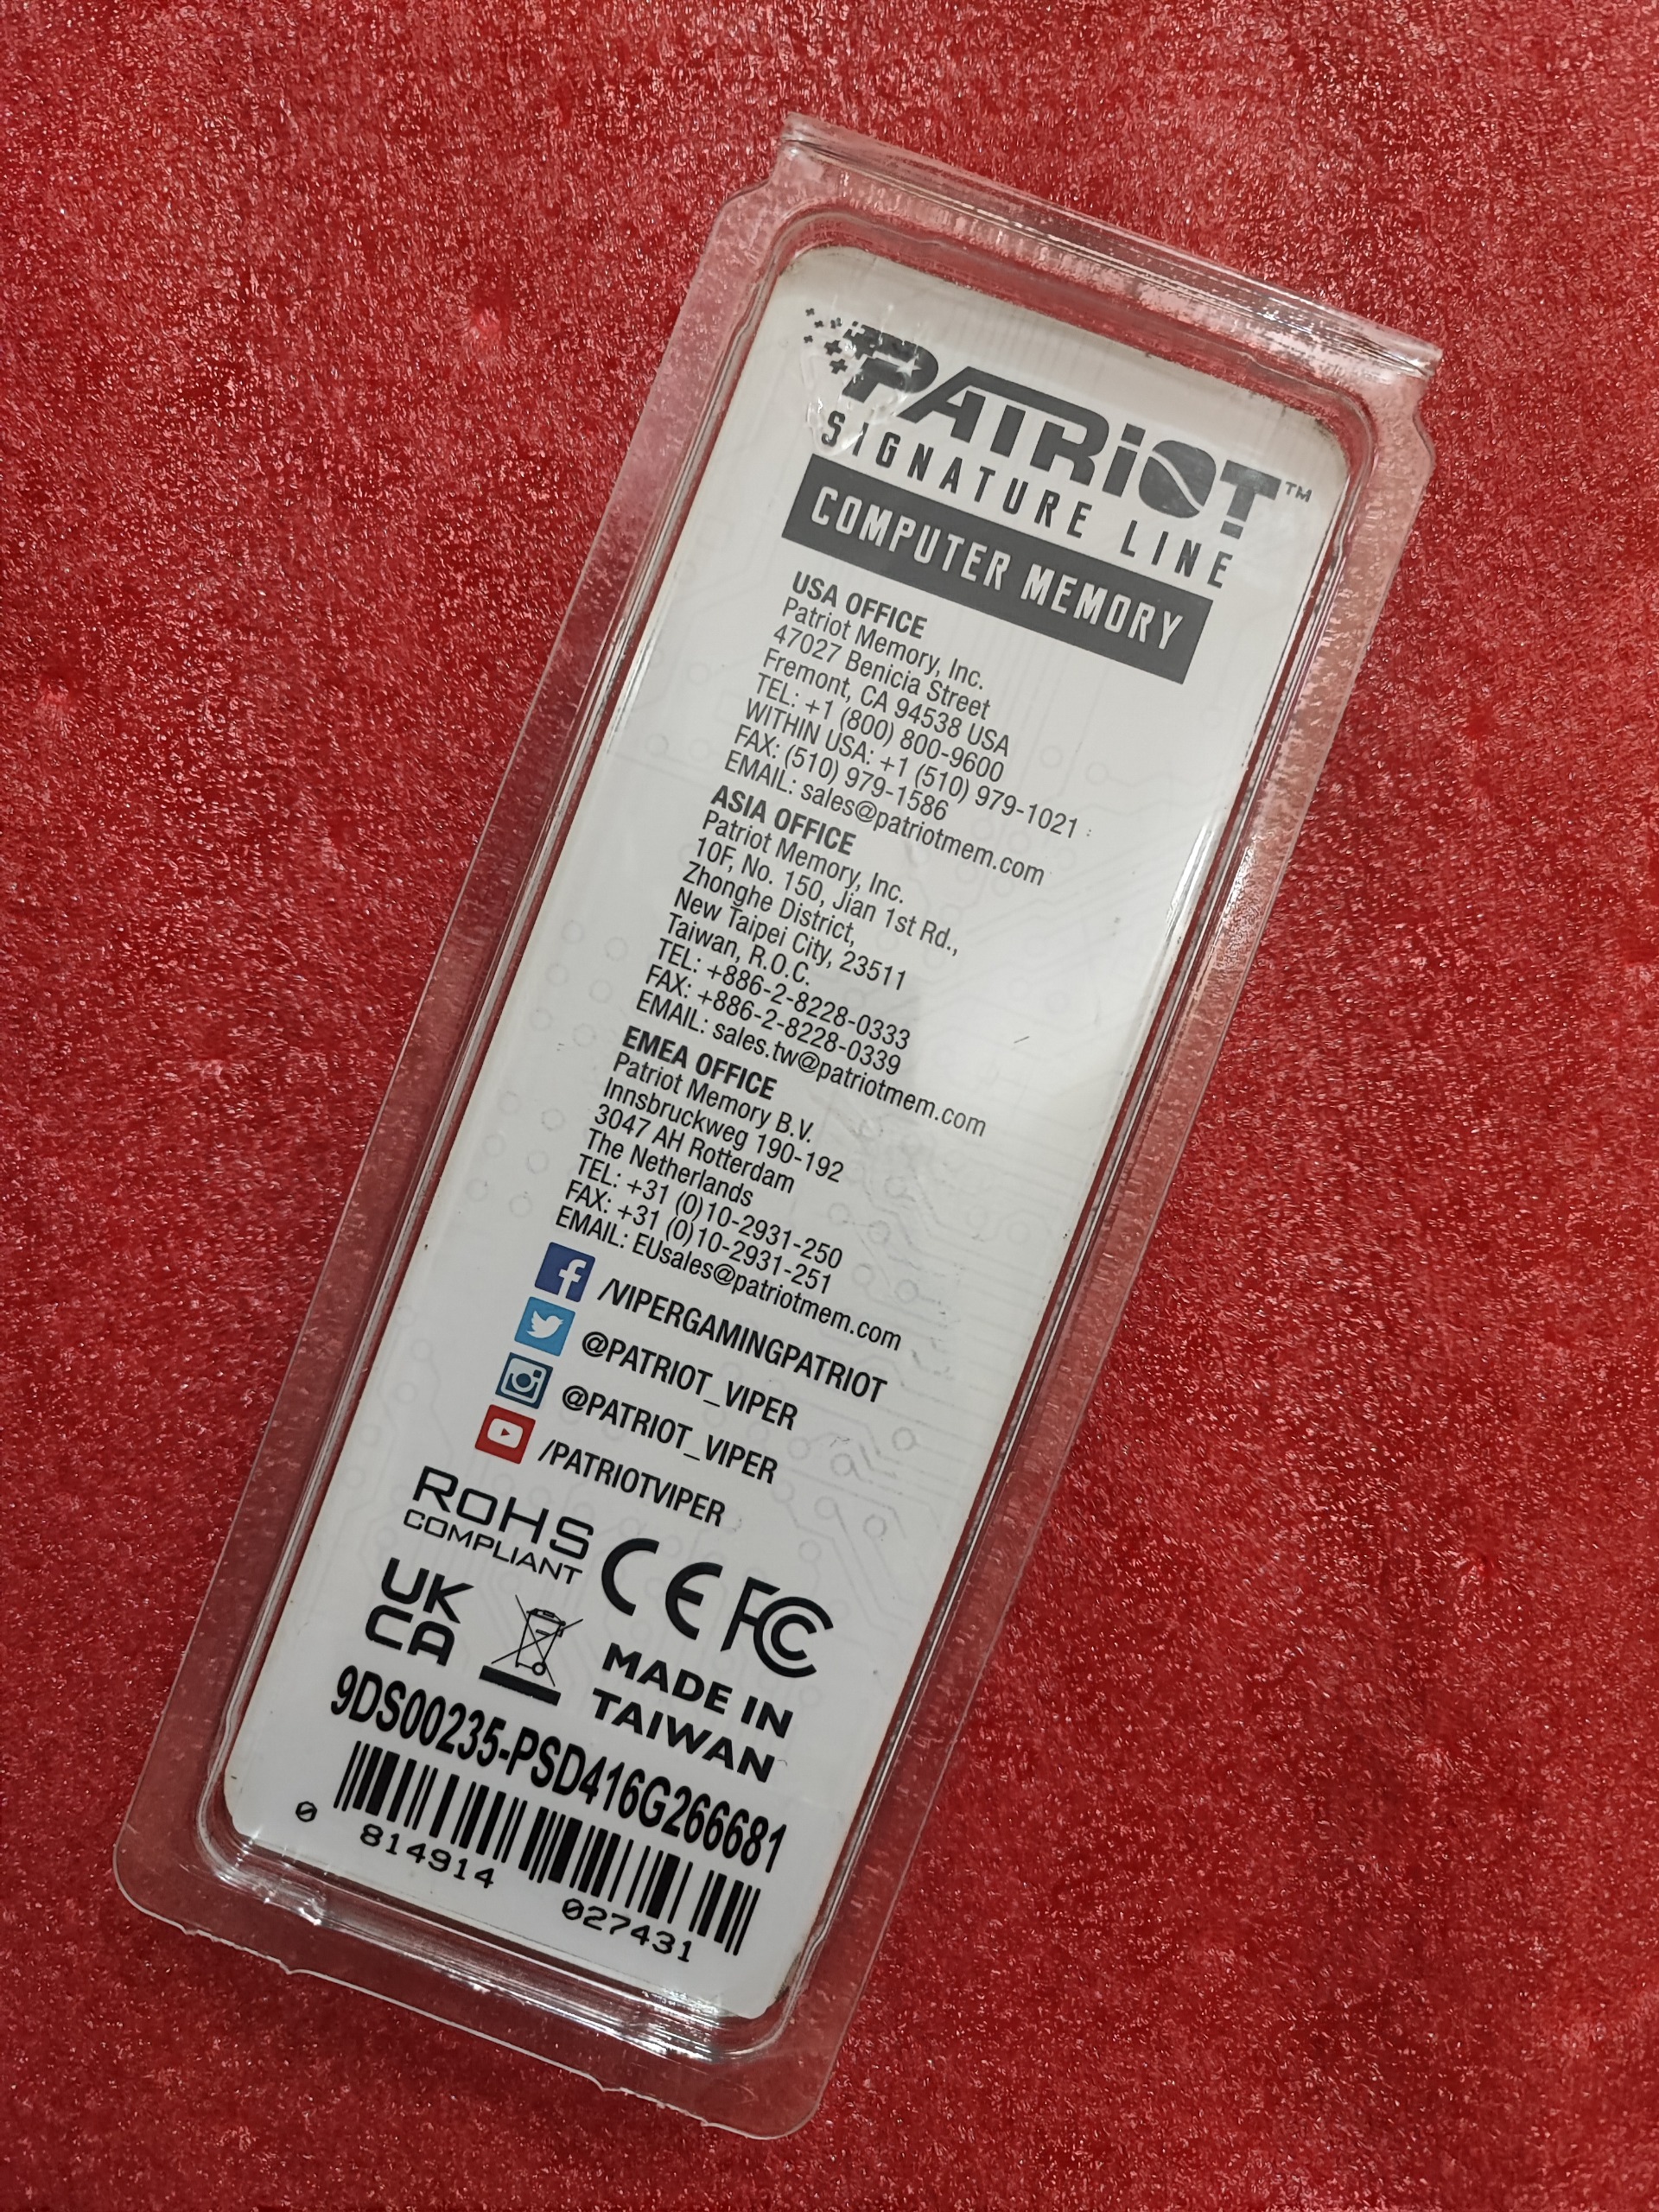 PATRIOT™
SIGNATURE LINE
COMPUTER MEMORY
USA OFFICE
Patriot Memory, Inc.
47027 Benicia Street
Fremont, CA 94538 USA
TEL: +1 (800) 800-9600
WITHIN USA: +1 (510) 979-1021
FAX: (510) 979-1586
EMAIL: sales@patriotmem.com
ASIA OFFICE
Patriot Memory, Inc.
10F, No. 150, Jian 1st Rd.,
Zhonghe District,
New Taipei City, 23511
Taiwan, R.O.C.
TEL: +886-2-8228-0333
FAX: +886-2-8228-0339
EMAIL: sales.tw@patriotmem.com
EMEA OFFICE
Patriot Memory B.V.
Innsbruckweg 190-192
3047 AH Rotterdam
The Netherlands
TEL: +31 (0)10-2931-250
FAX: +31 (0)10-2931-251
EMAIL: EUsales@patriotmem.com
/VIPERGAMINGPATRIOT
@PATRIOT_VIPER
@PATRIOT_VIPER
/PATRIOTVIPER
RoHS
COMPLIANT
CE FC
UK
CA
MADE IN
TAIWAN
9DS00235-PSD416G266681
0 814914 027431